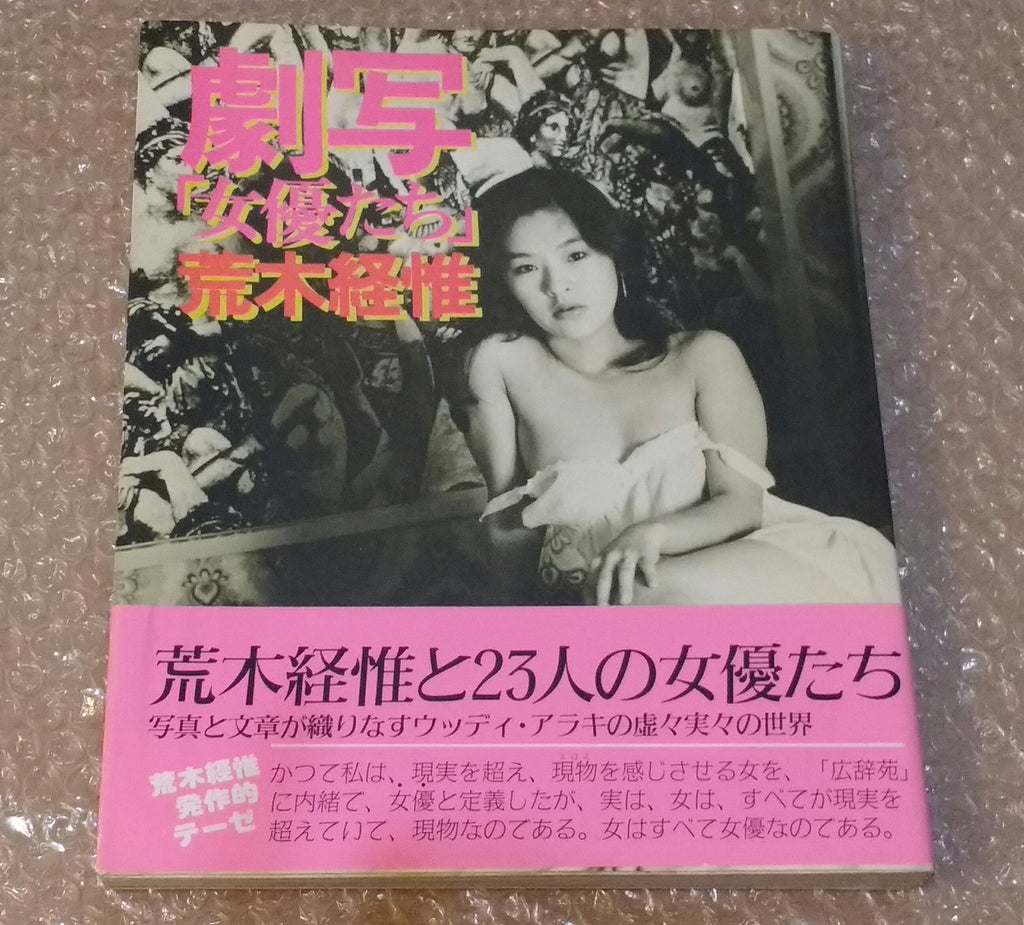 劇写
「女優たち」
荒木経惟
荒木経惟と23人の女優たち
写真と文章が織りなすウッディ・アラキの虚々実々の世界
荒木経惟
発作的
テーゼ
かつて私は、現実を超え、現物を感じさせる女を、「広辞苑」
に内緒で、女優と定義したが、実は、女は、すべてが現実を
超えていて、現物なのである。女はすべて女優なのである。